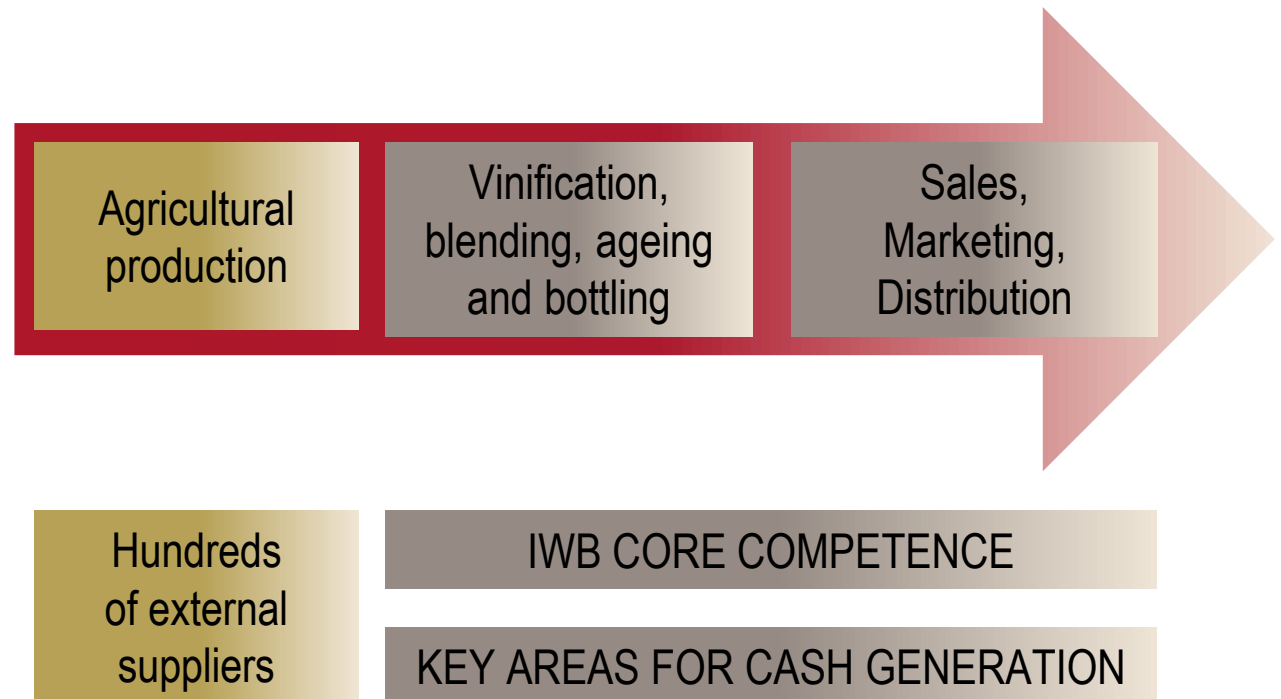 Agricultural
production
Vinification,
blending, ageing
and bottling
Sales,
Marketing,
Distribution
Hundreds
of external
suppliers
IWB CORE COMPETENCE
KEY AREAS FOR CASH GENERATION